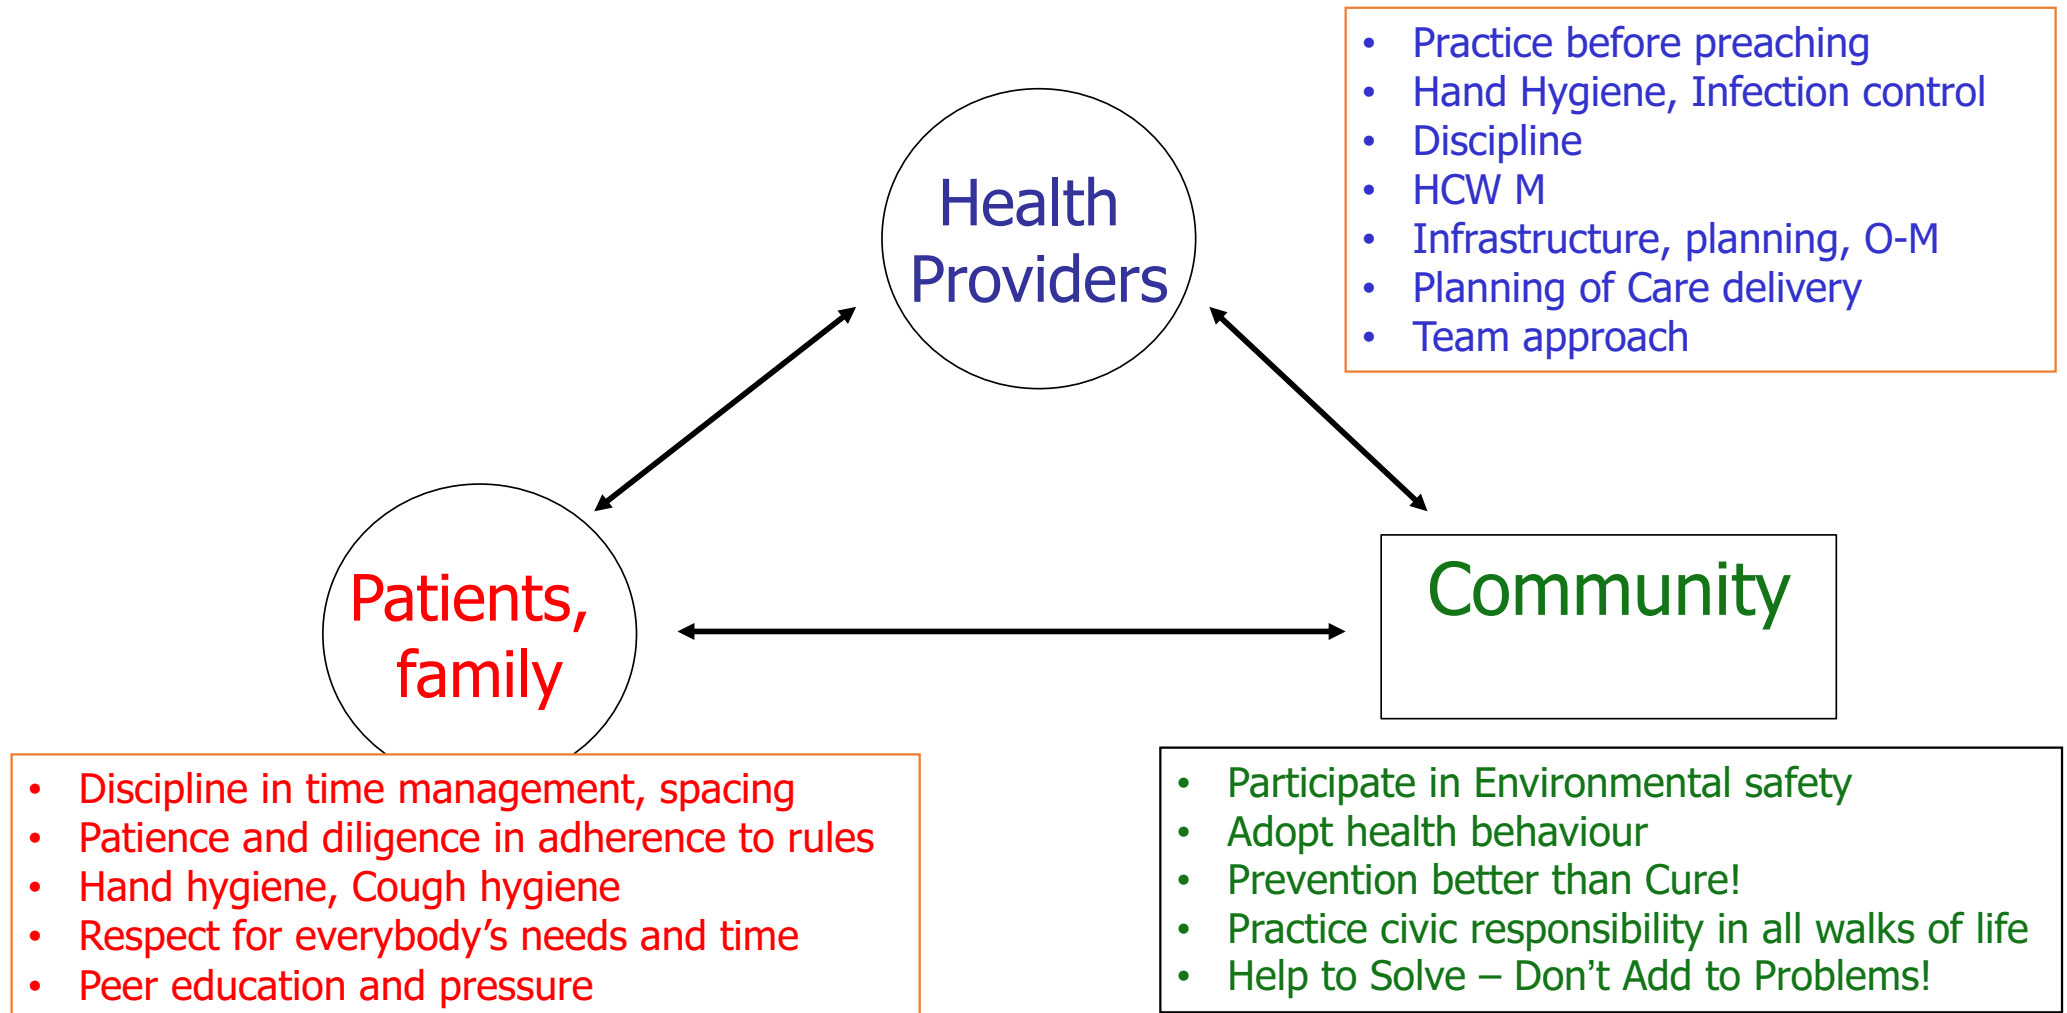 • Practice before preaching
• Hand Hygiene, Infection control
• Discipline
• HCW M
• Infrastructure, planning, O-M
• Planning of Care delivery
• Team approach
Health
Providers
Patients,
family
Community
• Discipline in time management, spacing
• Patience and diligence in adherence to rules
• Hand hygiene, Cough hygiene
• Respect for everybody’s needs and time
• Peer education and pressure
• Participate in Environmental safety
• Adopt health behaviour
• Prevention better than Cure!
• Practice civic responsibility in all walks of life
• Help to Solve – Don’t Add to Problems!